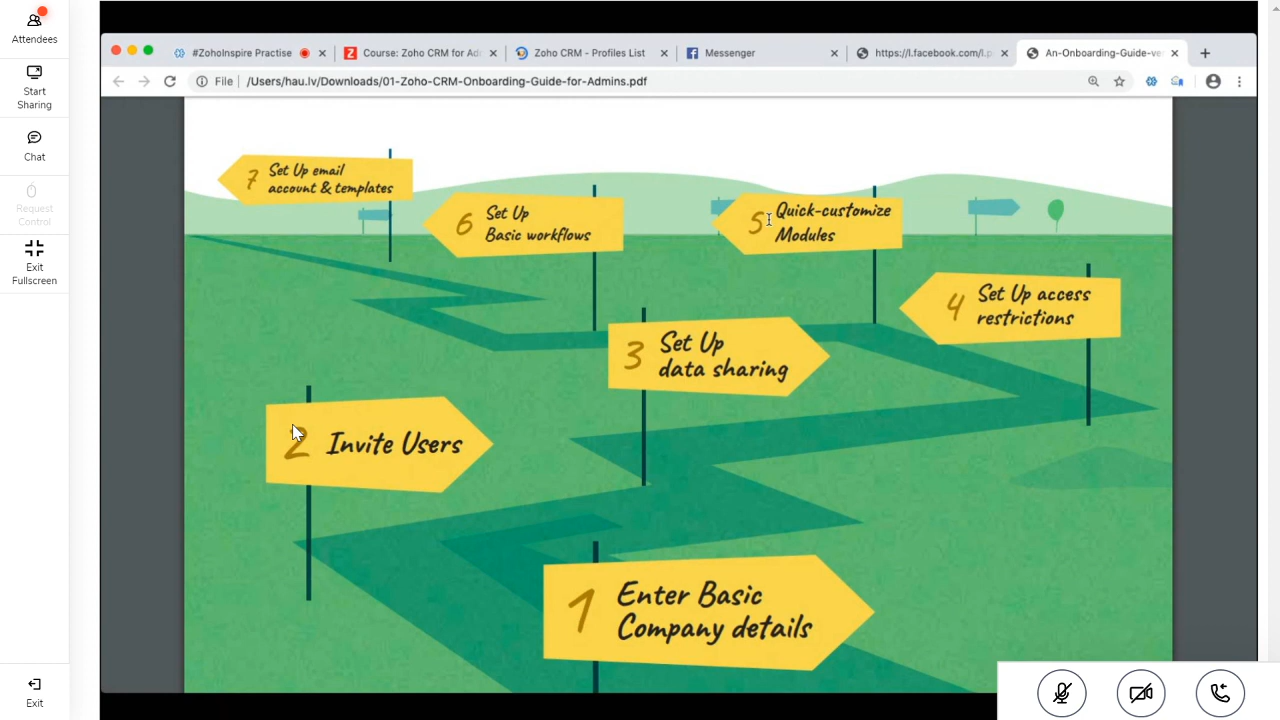 Attendees
Start
Sharing
Chat
Request
Control
Exit
Fullscreen
Exit
#ZohoInspire Practise
Course: Zoho CRM for Ad
Zoho CRM - Profiles List
Messenger
https://l.facebook.com/l.p
An-Onboarding-Guide-ve
File
/Users/hau.lv/Downloads/01-Zoho-CRM-Onboarding-Guide-for-Admins.pdf
7 Set Up email
account & templates
6 Set Up
Basic workflows
5 Quick-customize
Modules
4 Set Up access
restrictions
3 Set Up
data sharing
2 Invite Users
1 Enter Basic
Company details